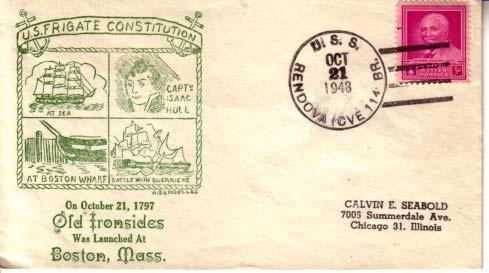 U.S. FRIGATE CONSTITUTION
AT SEA
CAPT.
ISAAC
HULL
AT BOSTON WHARF
BATTLE WITH GUERRIERE
On October 21, 1797
Old Ironsides
Was Launched At
Boston, Mass.
U. S. S.
OCT
21
1948
RENDOVA (CVE 114) BR.
CALVIN E. SEABOLD
7006 Summerdale Ave.
Chicago 31, Illinois